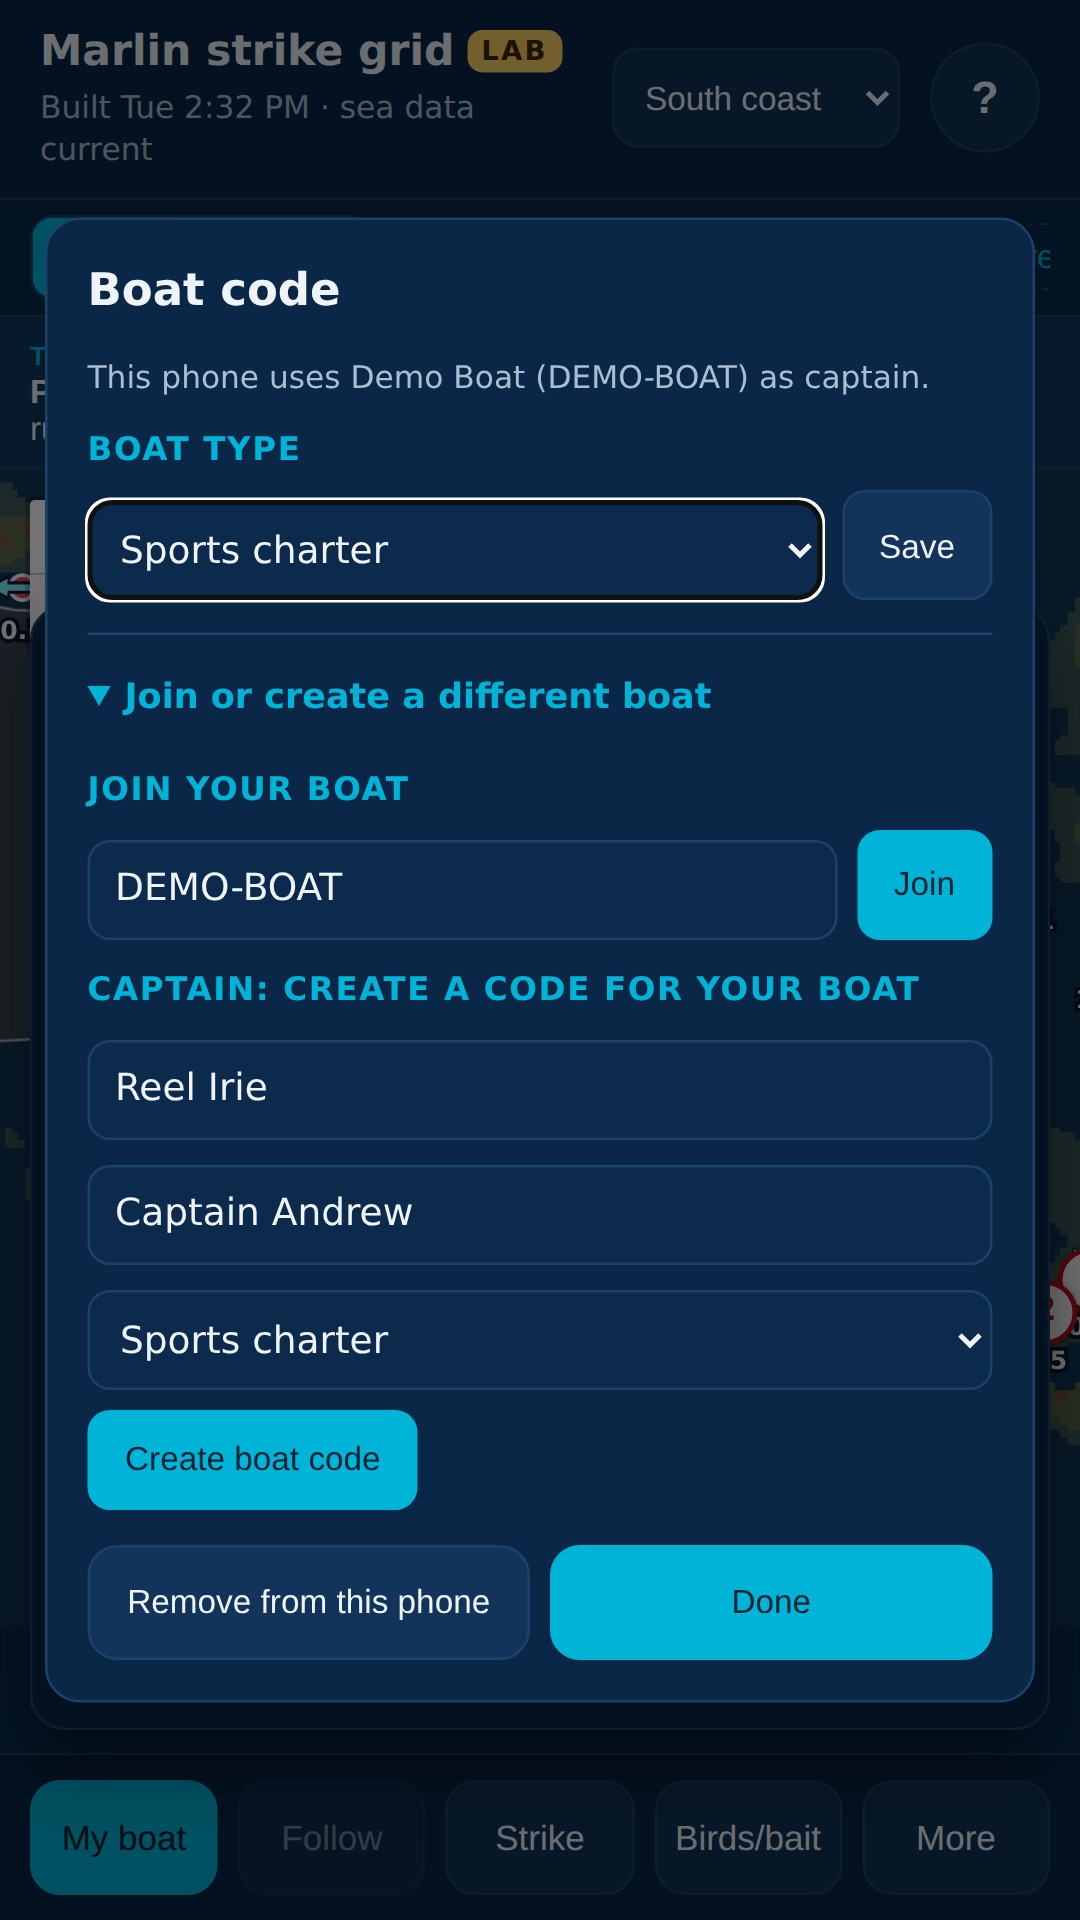 Marlin strike grid LAB
Built Tue 2:32 PM · sea data
current
South coast
?
Boat code
This phone uses Demo Boat (DEMO-BOAT) as captain.
BOAT TYPE
Sports charter
Save
Join or create a different boat
JOIN YOUR BOAT
DEMO-BOAT
Join
CAPTAIN: CREATE A CODE FOR YOUR BOAT
Reel Irie
Captain Andrew
Sports charter
Create boat code
Remove from this phone
Done
My boat
Follow
Strike
Birds/bait
More